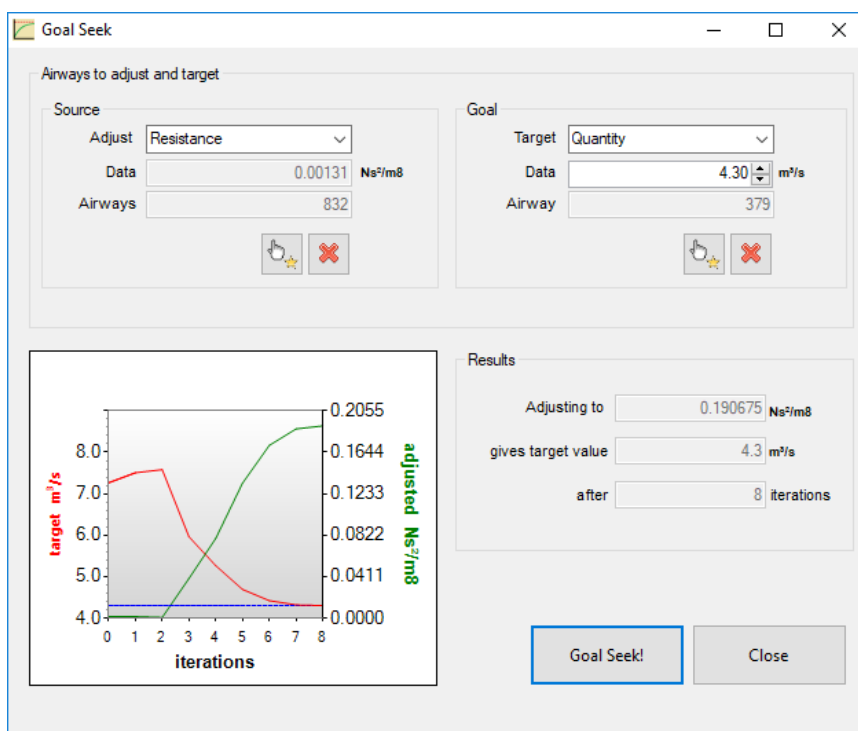 Goal Seek
Airways to adjust and target
Source
Adjust Resistance
Data 0.00131 Ns²/m8
Airways 832
Goal
Target Quantity
Data 4.30 m³/s
Airway 379
target m³/s
8.0
7.0
6.0
5.0
4.0
0.2055
0.1644
0.1233
0.0822
0.0411
0.0000
adjusted Ns²/m8
0 1 2 3 4 5 6 7 8
iterations
Results
Adjusting to 0.190675 Ns²/m8
gives target value 4.3 m³/s
after 8 iterations
Goal Seek! Close